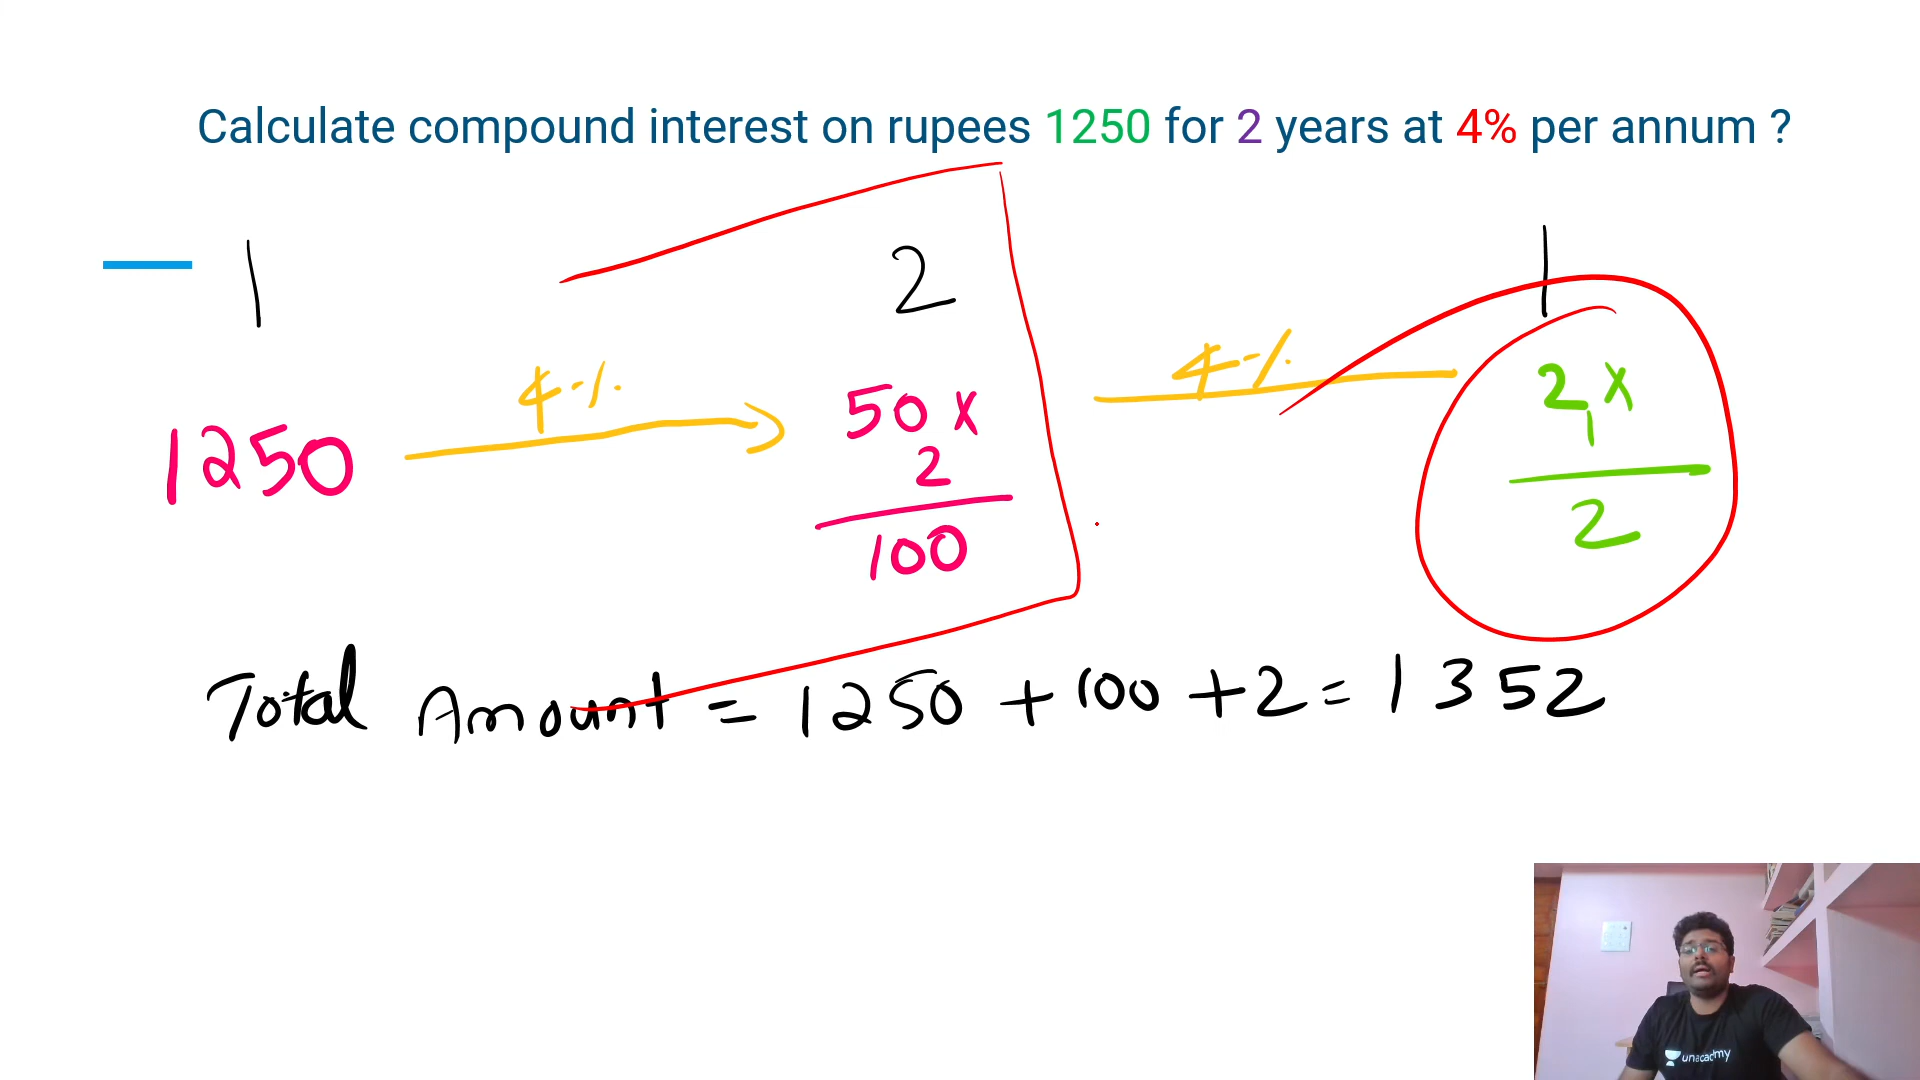 Calculate compound interest on rupees 1250 for 2 years at 4% per annum ?
1 2 1
4% 4%
1250 50 x 2 x
2 1
100 2
Total Amount = 1250 + 100 + 2 = 1352
unacademy